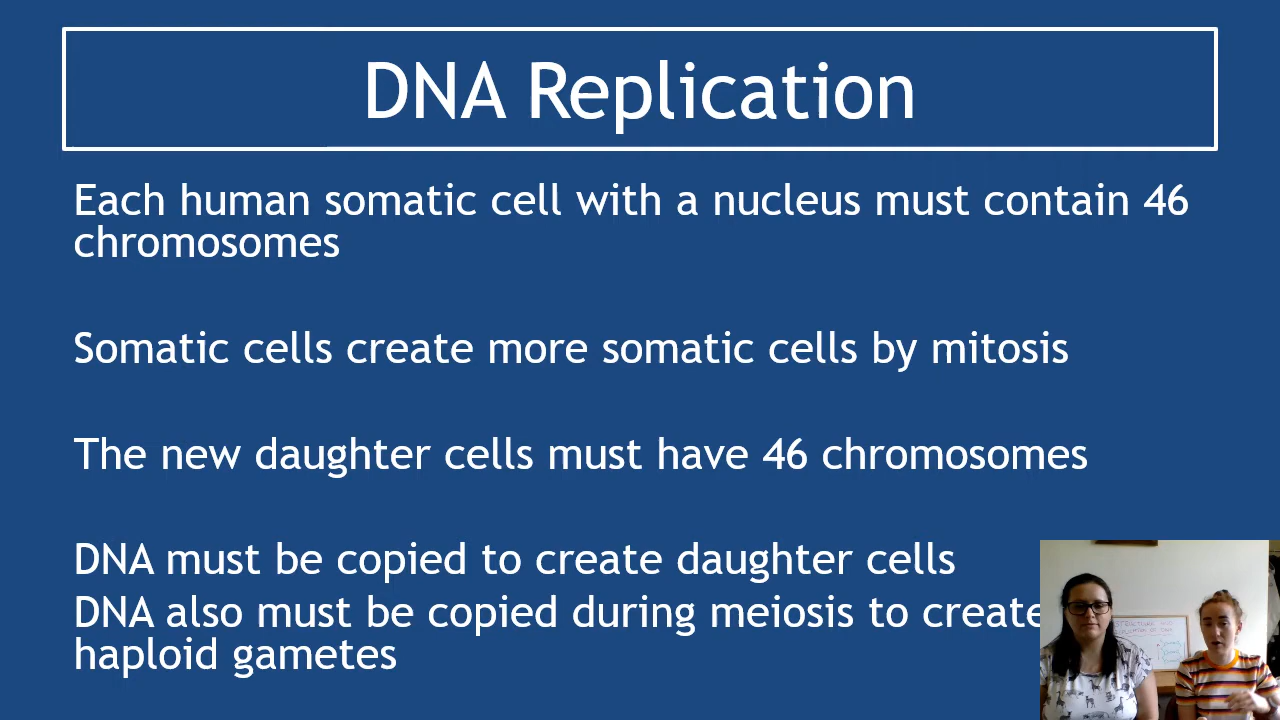 DNA Replication
Each human somatic cell with a nucleus must contain 46
chromosomes
Somatic cells create more somatic cells by mitosis
The new daughter cells must have 46 chromosomes
DNA must be copied to create daughter cells
DNA also must be copied during meiosis to create
haploid gametes